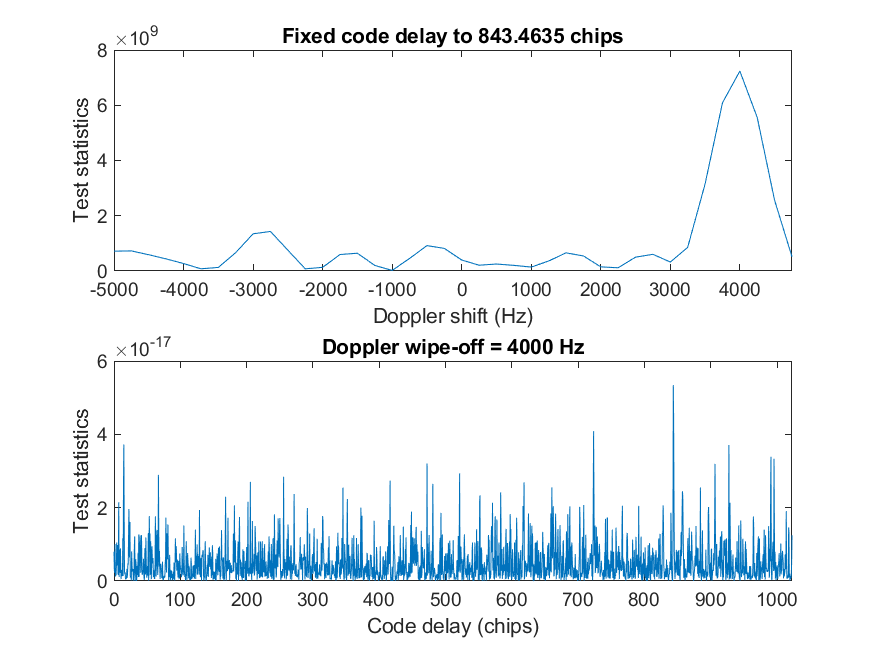 ×10⁹
Fixed code delay to 843.4635 chips
8
6
4
2
0
Test statistics
-5000 -4000 -3000 -2000 -1000 0 1000 2000 3000 4000
Doppler shift (Hz)
×10⁻¹⁷
Doppler wipe-off = 4000 Hz
6
4
2
0
Test statistics
0 100 200 300 400 500 600 700 800 900 1000
Code delay (chips)